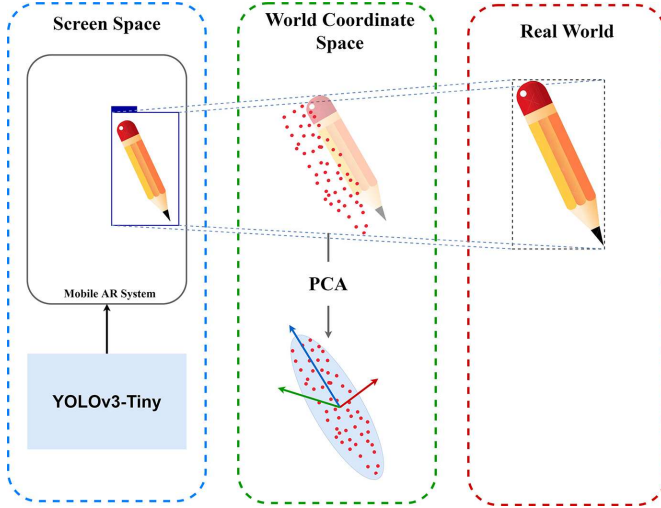 Screen Space
World Coordinate
Space
Real World
Mobile AR System
PCA
YOLOv3-Tiny